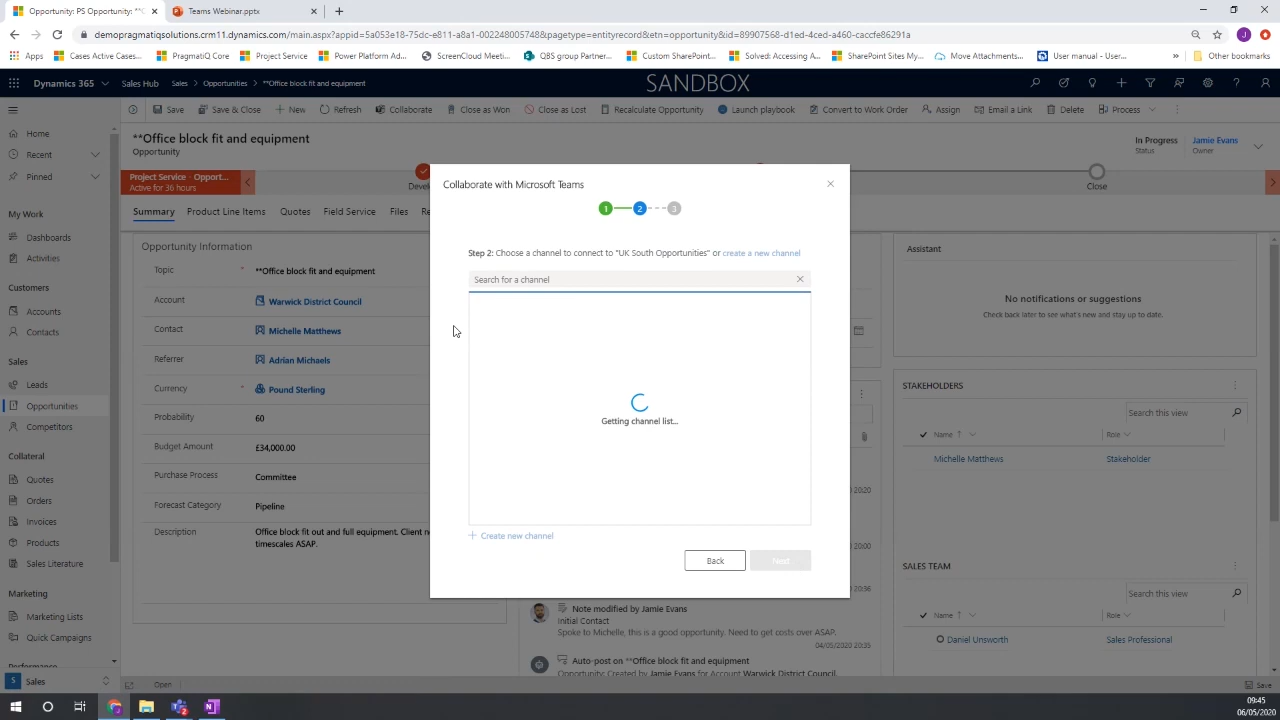 Opportunity: PS Opportunity: **
Teams Webinar.pptx
demopragmatiqsolutions.crm11.dynamics.com/main.aspx?appid=5a053e18-75dc-e811-a8a1-002248005748&pagetype=entityrecord&etn=opportunity&id=89907568-d1ed-4ced-a460-caccfe86291a
Apps
Cases Active Cases...
PragmatiQ Core
Project Service
Power Platform Ad...
ScreenCloud Meeti...
QBS group Partner...
Solved: Accessing A...
SharePoint Sites My...
Move Attachments...
User manual - User...
»
Other bookmarks
Dynamics 365
Sales Hub
Sales > Opportunities > **Office block fit and equipment
SANDBOX
Save
Save & Close
New
Refresh
Collaborate
Close as Won
Close as Lost
Recalculate Opportunity
Launch playbook
Convert to Work Order
Assign
Email a Link
Delete
Process
Home
Recent
Pinned
My Work
Dashboards
Activities
Customers
Accounts
Contacts
Sales
Leads
Opportunities
Competitors
Collateral
Quotes
Orders
Invoices
Products
Sales Literature
Marketing
Marketing Lists
Quick Campaigns
Performance
S Sales
**Office block fit and equipment
Opportunity
In Progress
Status
Jamie Evans
Owner
Project Service - Opport...
Active for 36 hours
Close
Summary
Product Line Items
Quotes
Field Service
Files
Opportunity Information
Topic * **Office block fit and equipment
Account Warwick District Council
Contact Michelle Matthews
Referrer Adrian Michaels
Currency * Pound Sterling
Probability 60
Budget Amount £34,000.00
Purchase Process Committee
Forecast Category Pipeline
Description Office block fit out and full equipment. Client n
timescales ASAP.
Collaborate with Microsoft Teams
1 2 3
Step 2: Choose a channel to connect to "UK South Opportunities" or create a new channel
Search for a channel
Getting channel list...
+ Create new channel
Back
Next
Note modified by Jamie Evans
Initial Contact
Spoke to Michelle, this is a good opportunity. Need to get costs over ASAP.
04/05/2020 20:35
Auto-post on **Office block fit and equipment
Opportunity: Created by Jamie Evans for Account Warwick District Council.
Assistant
No notifications or suggestions
Check back later to see what's new and stay up to date.
STAKEHOLDERS
Search this view
Name ↑
Role
Michelle Matthews
Stakeholder
SALES TEAM
Search this view
Name ↑
Role
Daniel Unsworth
Sales Professional
Open
Save
09:45
06/05/2020